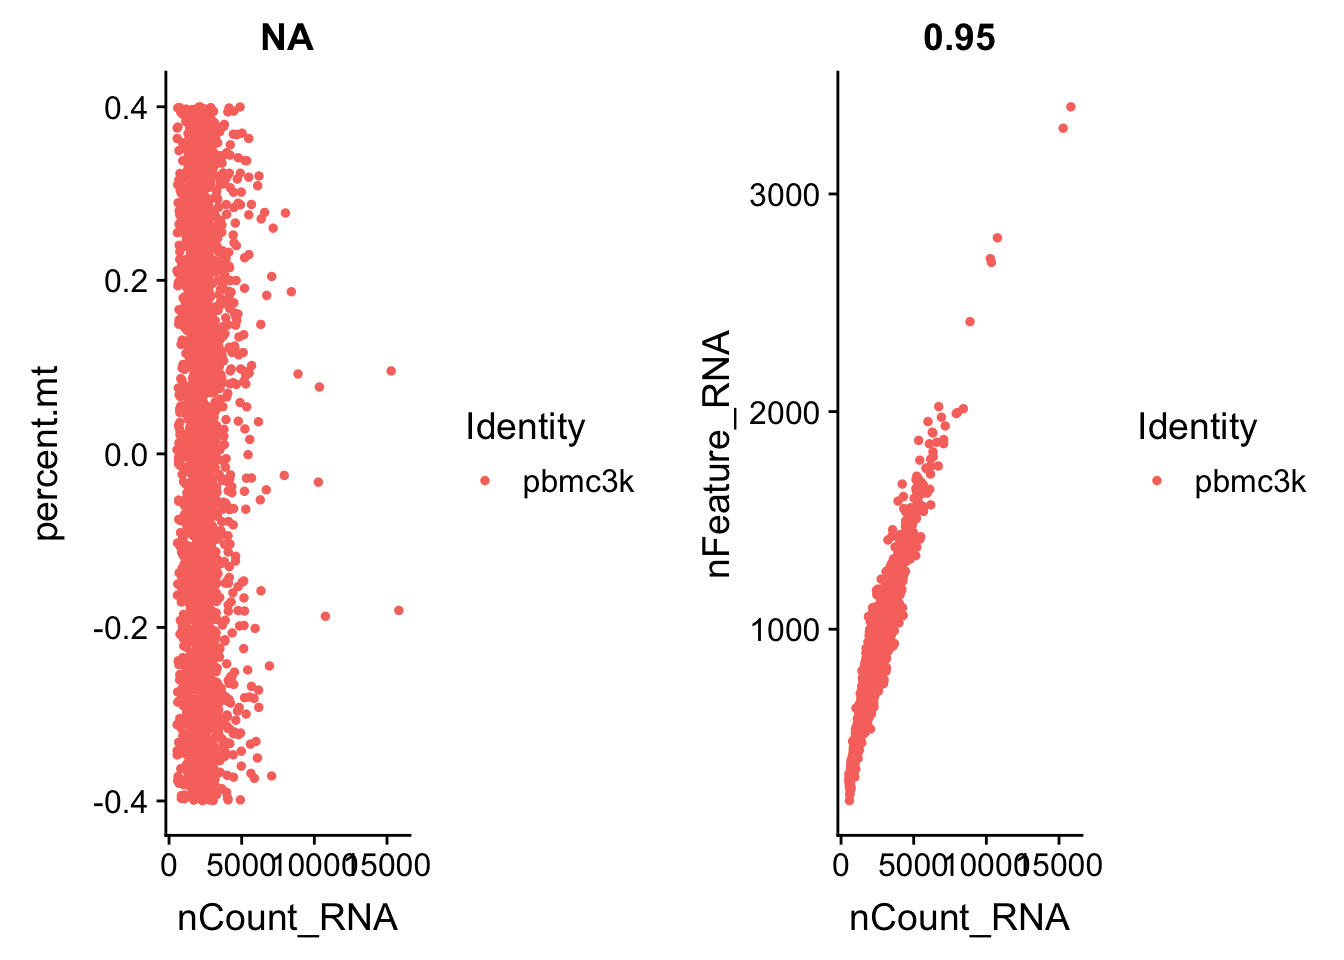 NA
percent.mt
0.4
0.2
0.0
-0.2
-0.4
0 5000 10000 15000
nCount_RNA
Identity
pbmc3k
0.95
nFeature_RNA
3000
2000
1000
0 5000 10000 15000
nCount_RNA
Identity
pbmc3k